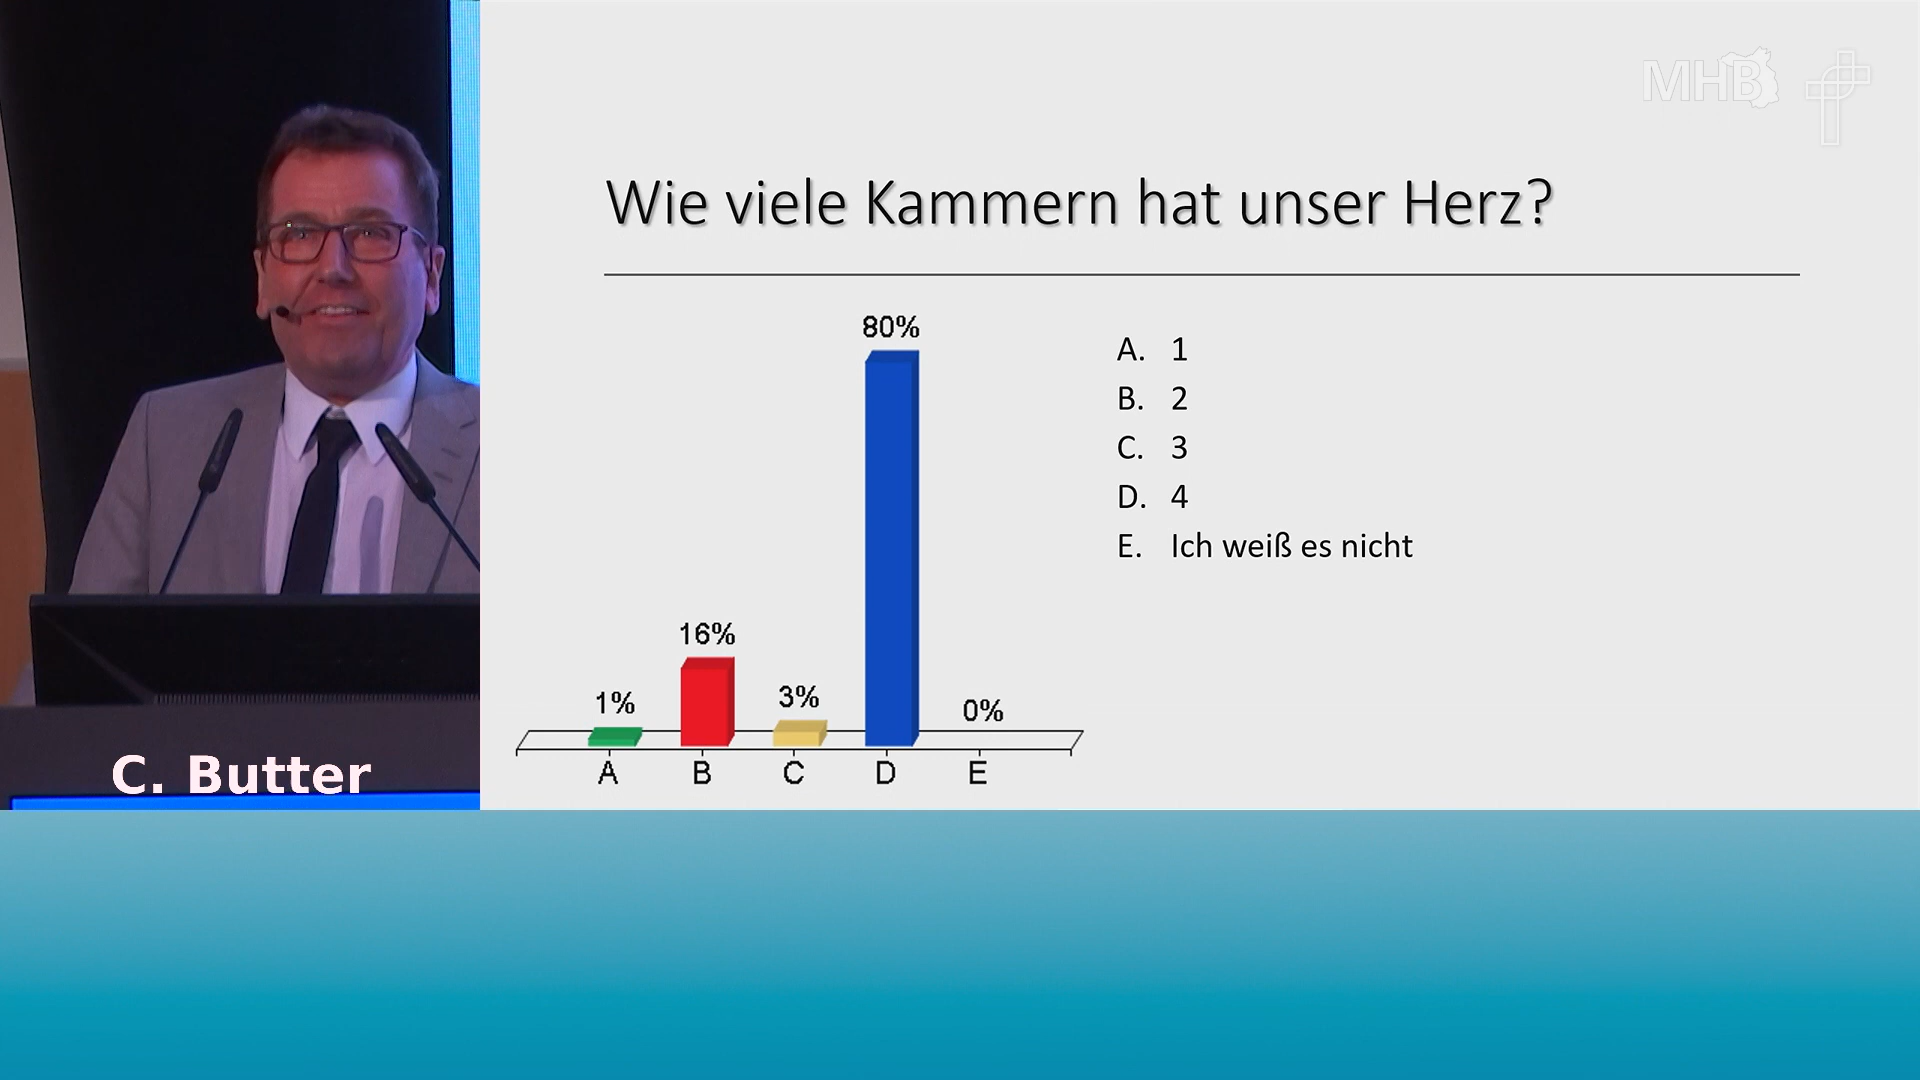 MHB
Wie viele Kammern hat unser Herz?
80%
16%
1%
3%
0%
A
B
C
D
E
A. 1
B. 2
C. 3
D. 4
E. Ich weiß es nicht
C. Butter